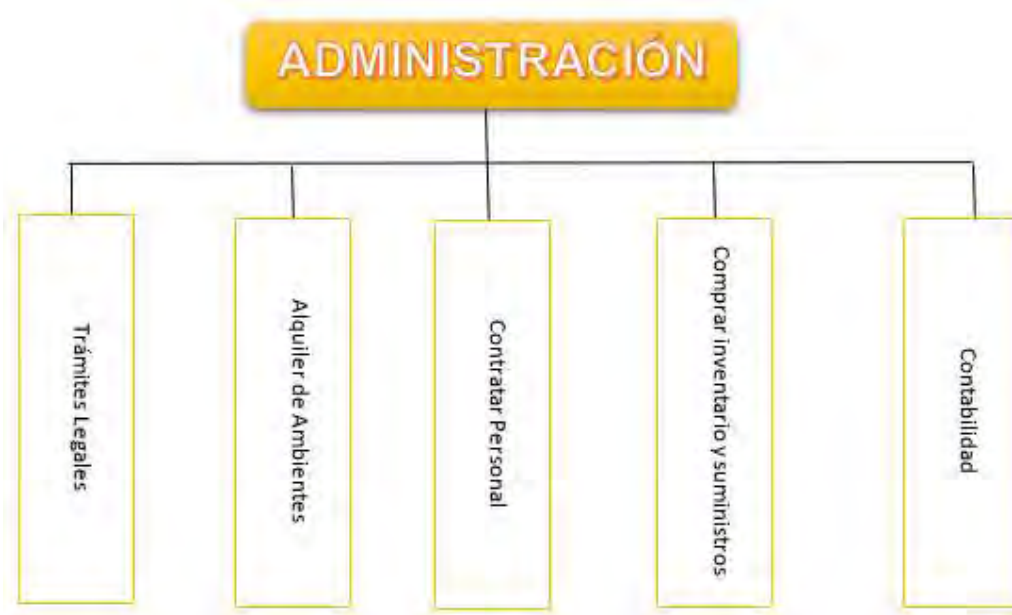 ADMINISTRACIÓN
Trámites Legales
Alquiler de Ambientes
Contratar Personal
Comprar inventario y suministros
Contabilidad